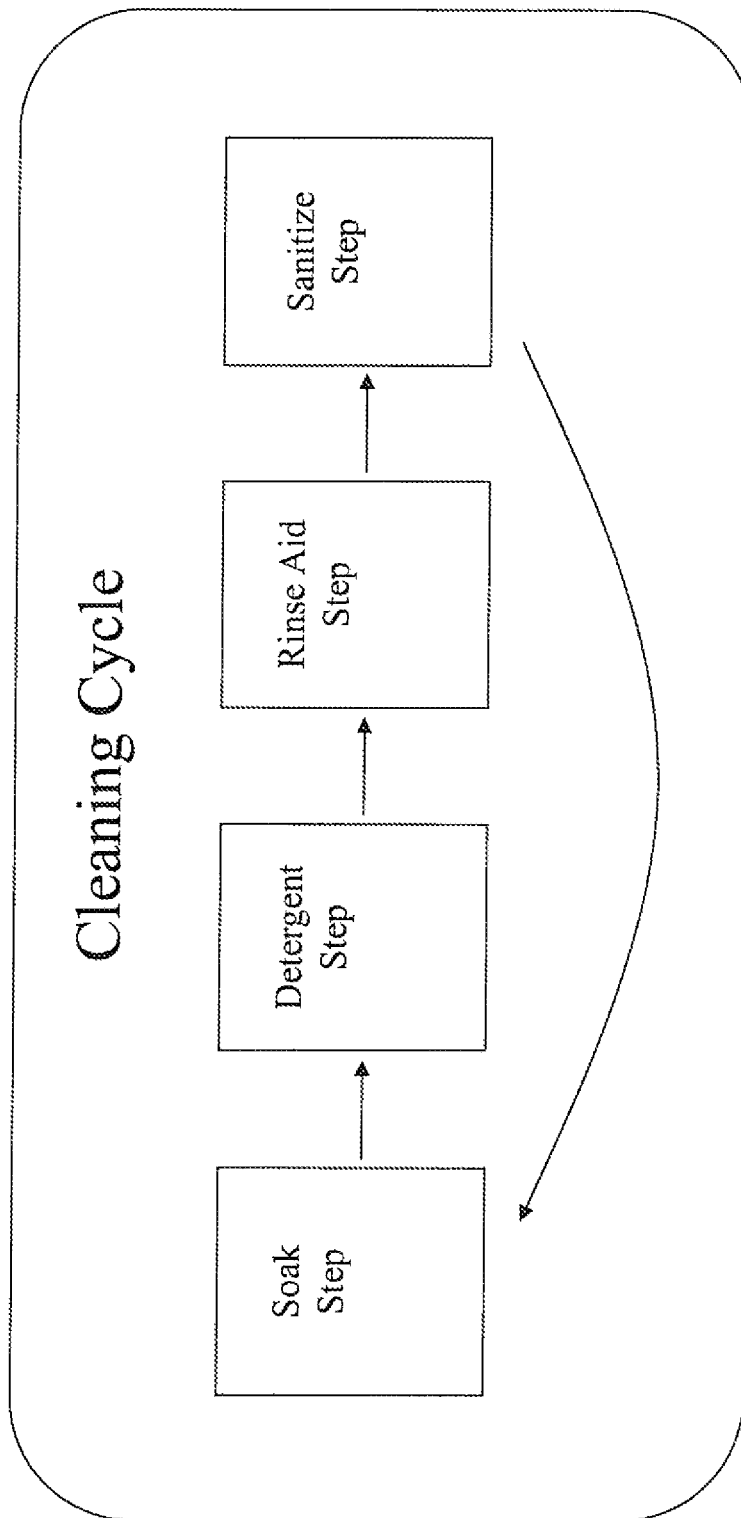 Cleaning Cycle
Soak
Step
Detergent
Step
Rinse Aid
Step
Sanitize
Step